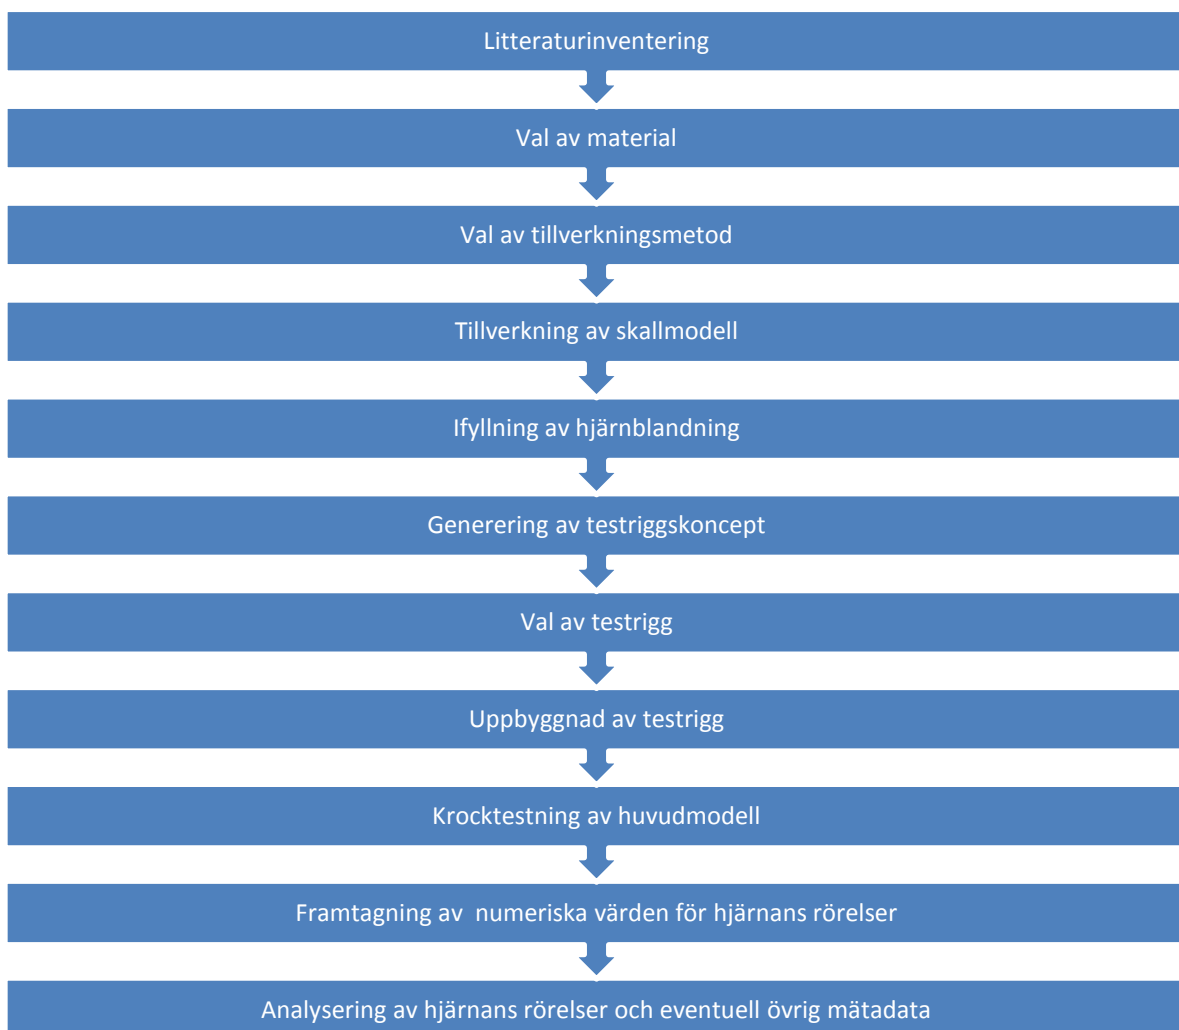 Litteraturinventering
Val av material
Val av tillverkningsmetod
Tillverkning av skallmodell
Ifyllning av hjärnblandning
Generering av testriggskoncept
Val av testrigg
Uppbyggnad av testrigg
Krocktestning av huvudmodell
Framtagning av numeriska värden för hjärnans rörelser
Analysering av hjärnans rörelser och eventuell övrig mätadata